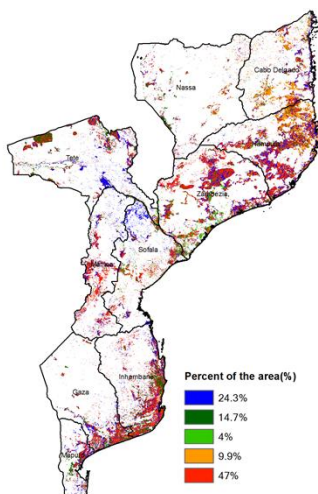 Cabo Delgado
Nassa
Nampula
Tete
Zambezia
Sofala
Manica
Inhambane
Gaza
Maputo
Percent of the area(%)
24.3%
14.7%
4%
9.9%
47%